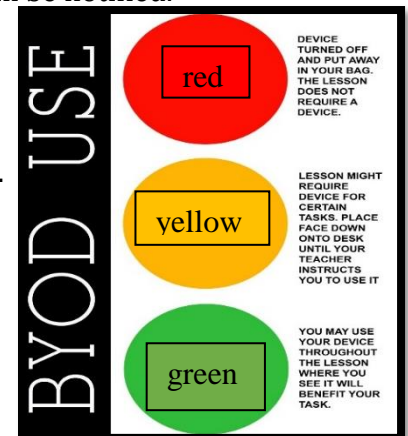 BYOD USE
red
DEVICE
TURNED OFF
AND PUT AWAY
IN YOUR BAG.
THE LESSON
DOES NOT
REQUIRE A
DEVICE.
yellow
LESSON MIGHT
REQUIRE
DEVICE FOR
CERTAIN
TASKS. PLACE
FACE DOWN
ONTO DESK
UNTIL YOUR
TEACHER
INSTRUCTS
YOU TO USE IT
green
YOU MAY USE
YOUR DEVICE
THROUGHOUT
THE LESSON
WHERE YOU
SEE IT WILL
BENEFIT YOUR
TASK.